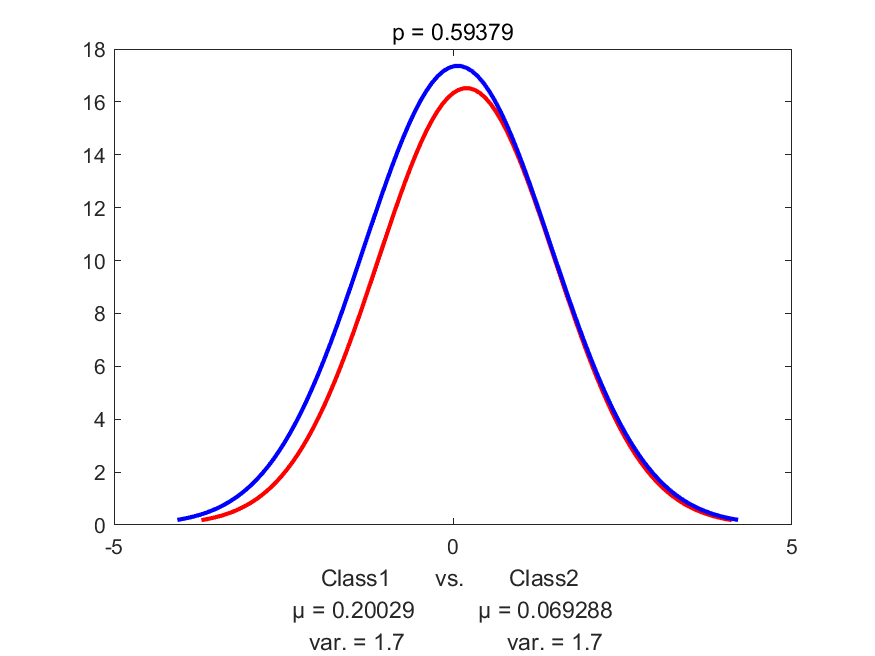 p = 0.59379
18
16
14
12
10
8
6
4
2
0
-5 0 5
Class1 vs. Class2
μ = 0.20029 μ = 0.069288
var. = 1.7 var. = 1.7